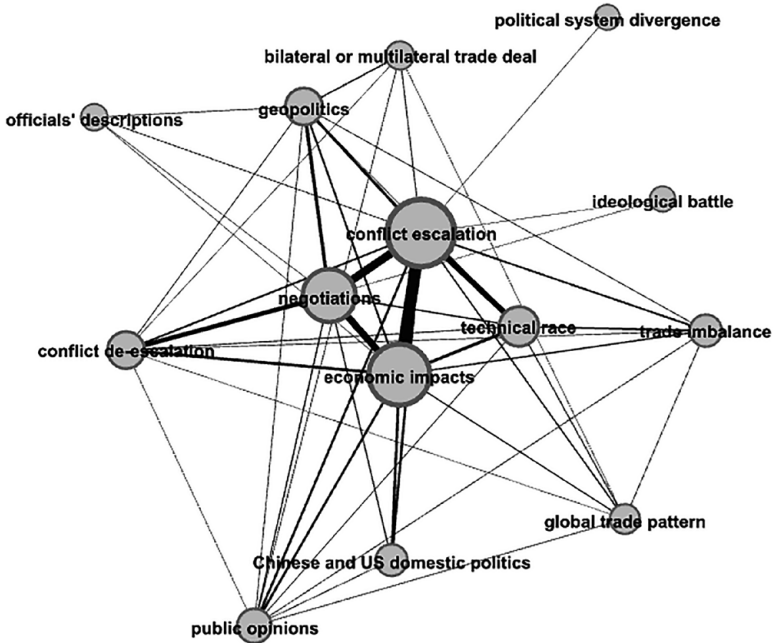 political system divergence
bilateral or multilateral trade deal
geopolitics
officials' descriptions
ideological battle
conflict escalation
negotiations
technical race
trade imbalance
conflict de-escalation
economic impacts
global trade pattern
Chinese and US domestic politics
public opinions